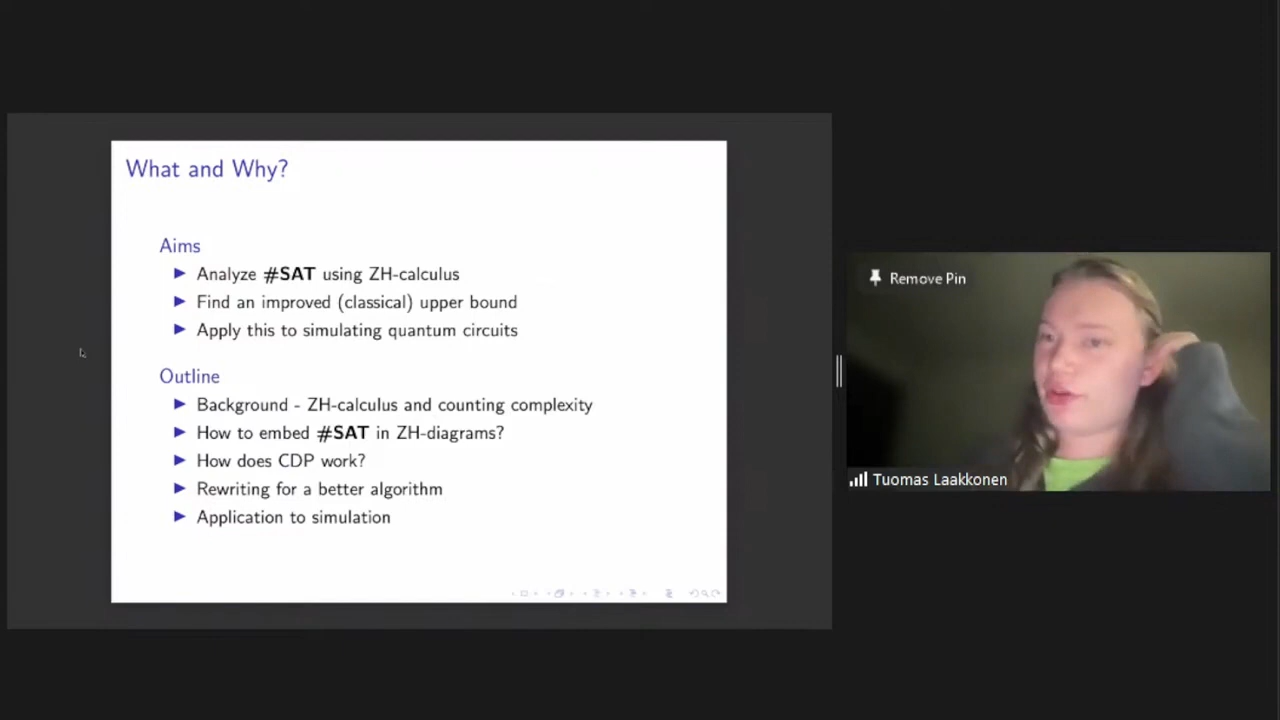 What and Why?
Aims
Analyze #SAT using ZH-calculus
Find an improved (classical) upper bound
Apply this to simulating quantum circuits
Outline
Background - ZH-calculus and counting complexity
How to embed #SAT in ZH-diagrams?
How does CDP work?
Rewriting for a better algorithm
Application to simulation
Remove Pin
Tuomas Laakkonen